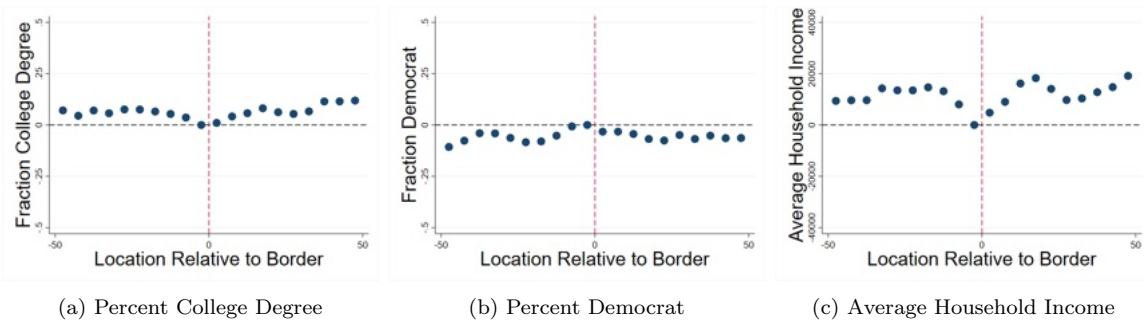 Fraction College Degree
.5
.25
0
-.25
-.5
-50
0
50
Location Relative to Border
(a) Percent College Degree
Fraction Democrat
.5
.25
0
-.25
-.5
-50
0
50
Location Relative to Border
(b) Percent Democrat
Average Household Income
40000
20000
0
-20000
-40000
-50
0
50
Location Relative to Border
(c) Average Household Income